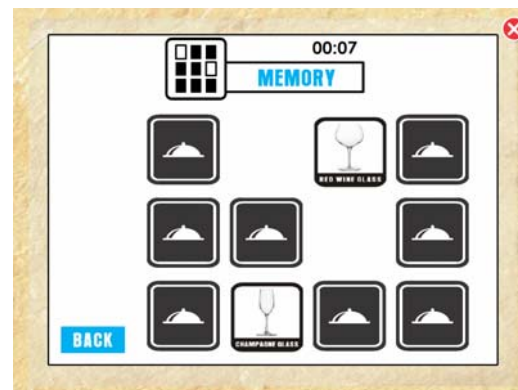 00:07
MEMORY
RED WINE GLASS
CHAMPAGNE GLASS
BACK